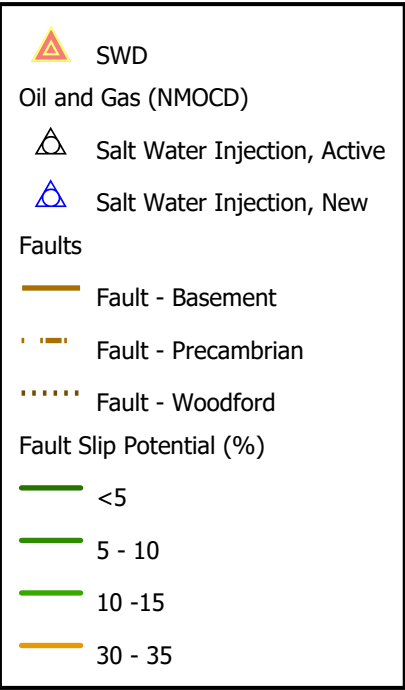 SWD
Oil and Gas (NMOCD)
Salt Water Injection, Active
Salt Water Injection, New
Faults
Fault - Basement
Fault - Precambrian
Fault - Woodford
Fault Slip Potential (%)
<5
5 - 10
10 -15
30 - 35